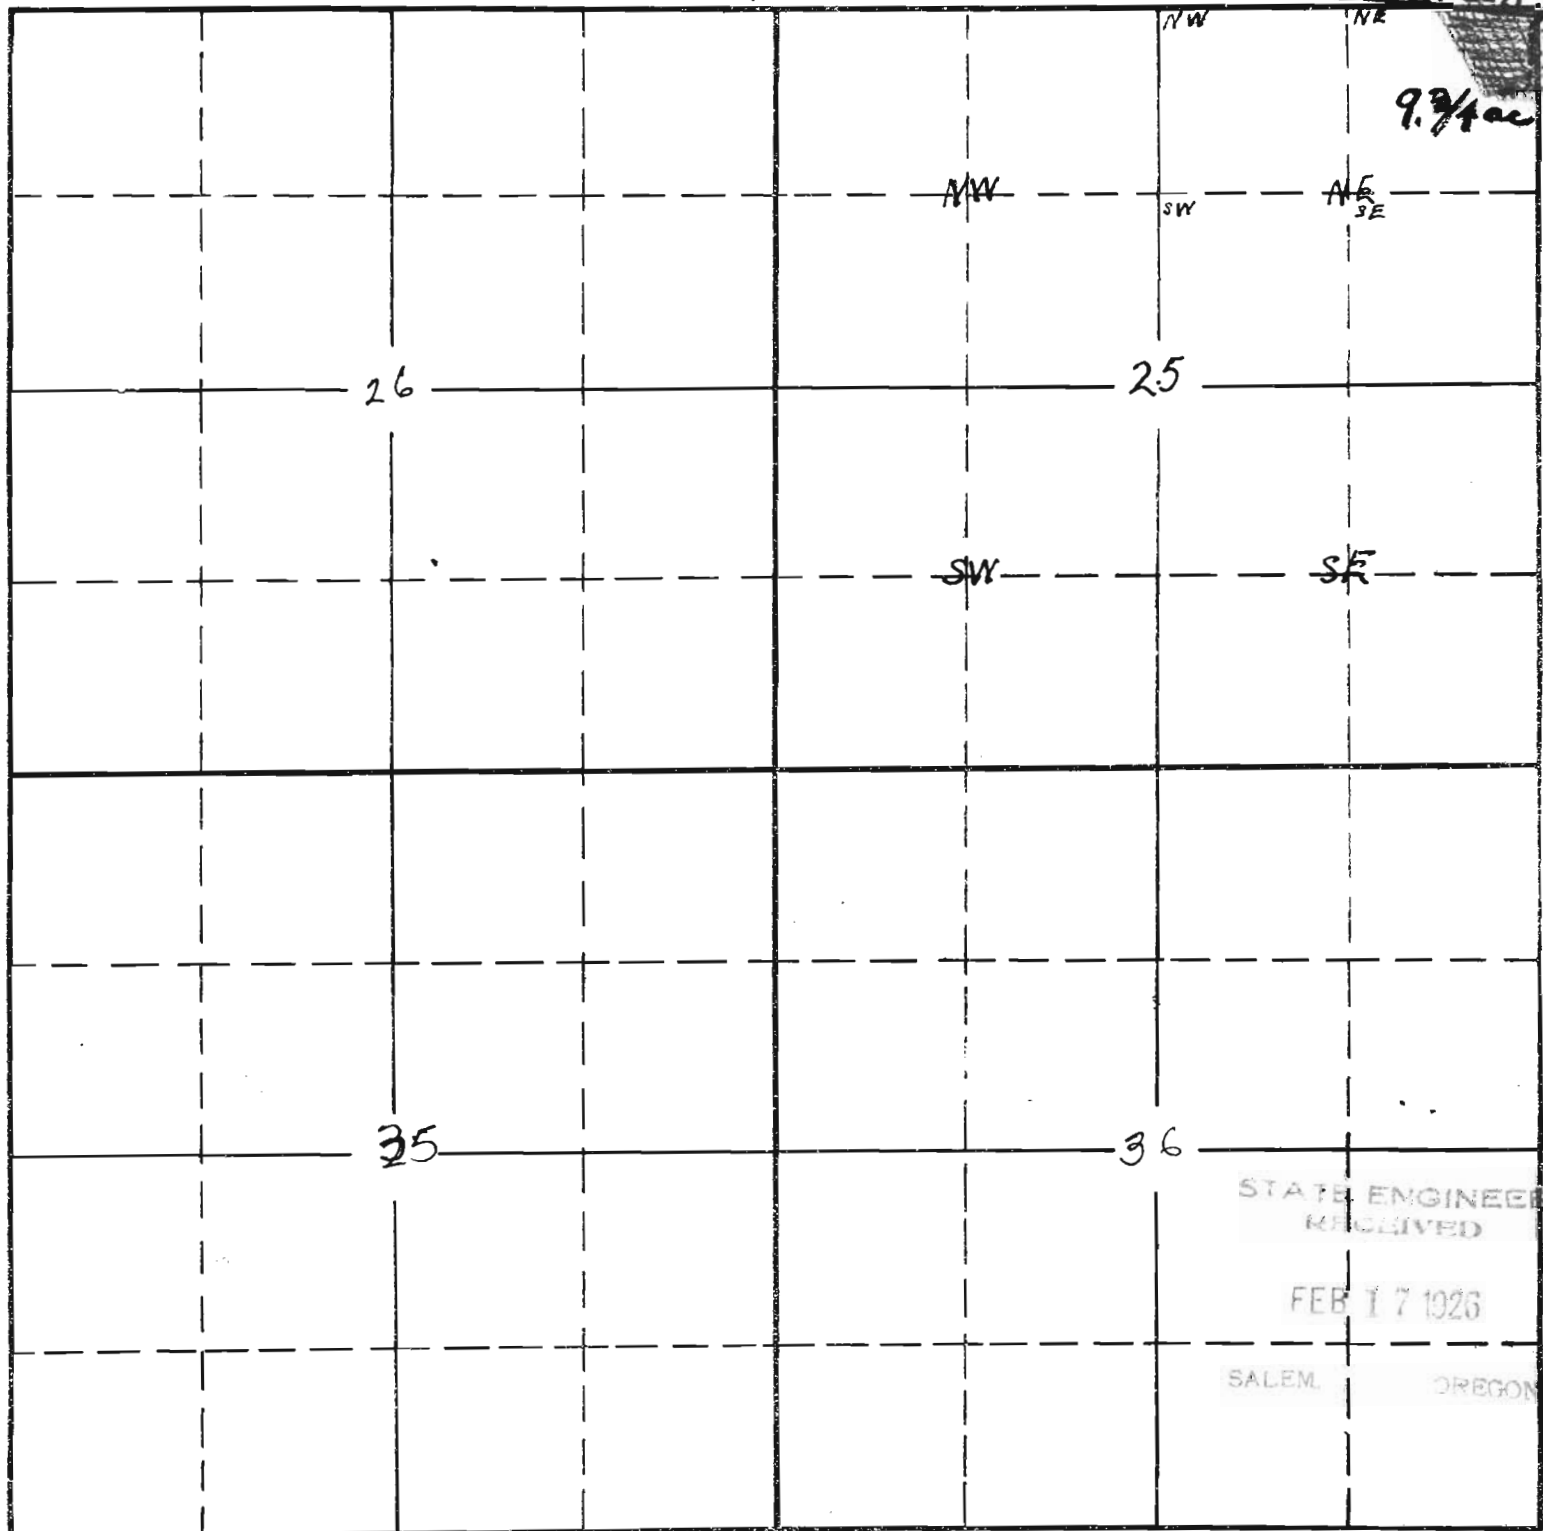 NW NE
9.3/4 ac
NW SW NE
SE
26 25
SW SE
35 36
STATE ENGINEER
RECEIVED
FEB 17 1926
SALEM. OREGON